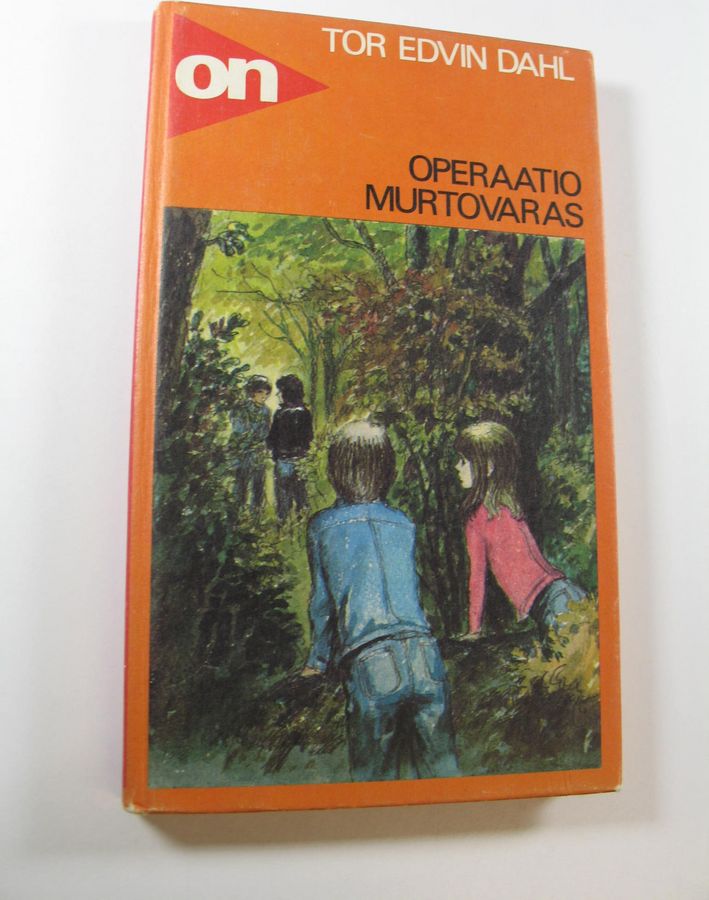 on
TOR EDVIN DAHL
OPERAATIO
MURTOVARAS